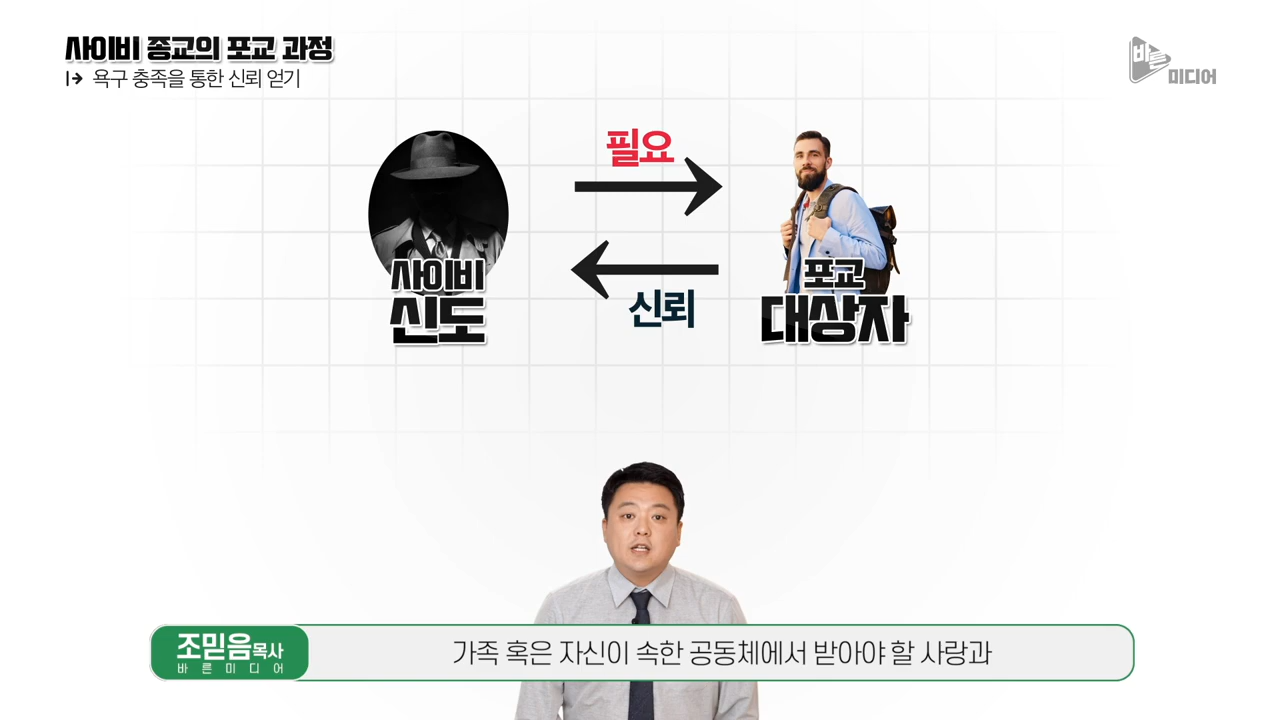 사이비 종교의 포교 과정
욕구 충족을 통한 신뢰 얻기
바른
미디어
필요
신뢰
사이비
신도
포교
대상자
조믿음목사
바른미디어
가족 혹은 자신이 속한 공동체에서 받아야 할 사랑과